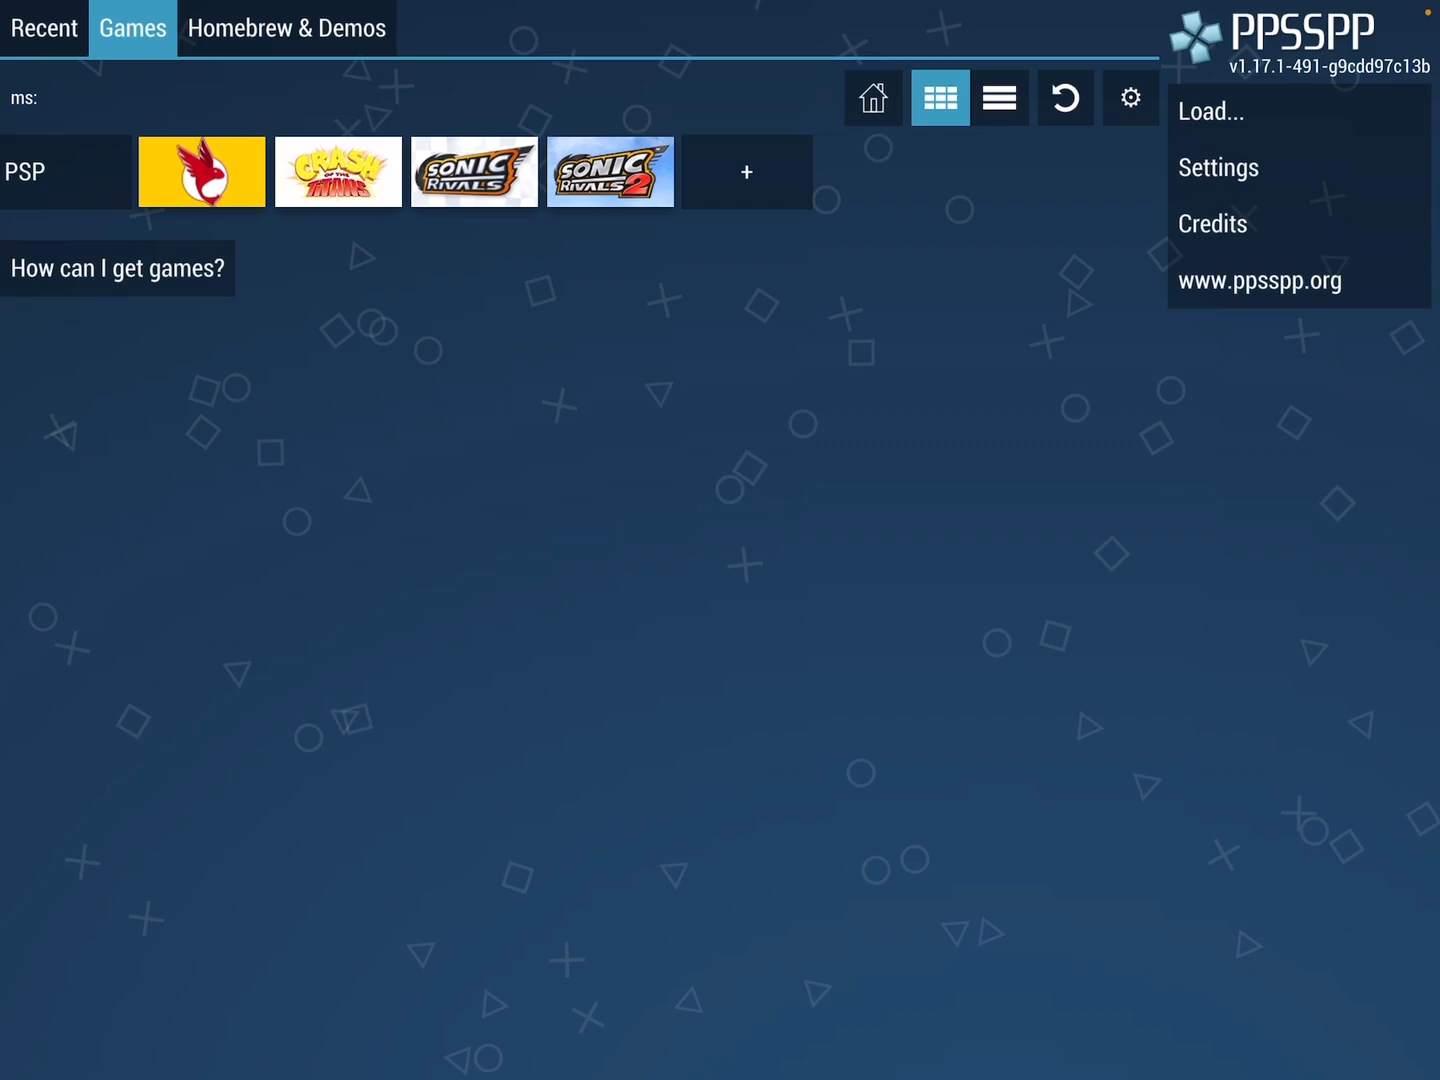 Recent Games Homebrew & Demos
PPSSPP
v1.17.1-491-g9cdd97c13b
ms:
Load...
Settings
Credits
www.ppsspp.org
PSP
CRASH OF THE TITANS
SONIC RIVALS
SONIC RIVALS 2
+
How can I get games?